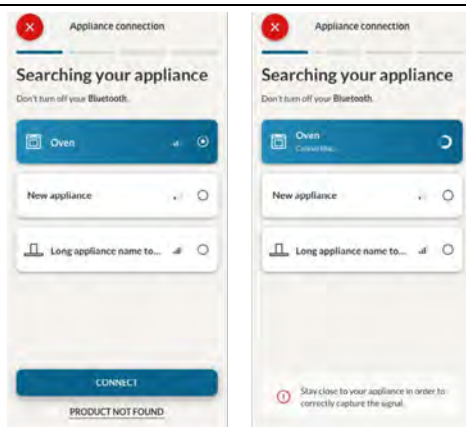 Appliance connection
Searching your appliance
Don't turn off your Bluetooth.
Oven
New appliance
Long appliance name to...
CONNECT
PRODUCT NOT FOUND
Appliance connection
Searching your appliance
Don't turn off your Bluetooth.
Oven
New appliance
Long appliance name to...
Stay close to your appliance in order to
correctly capture the signal.